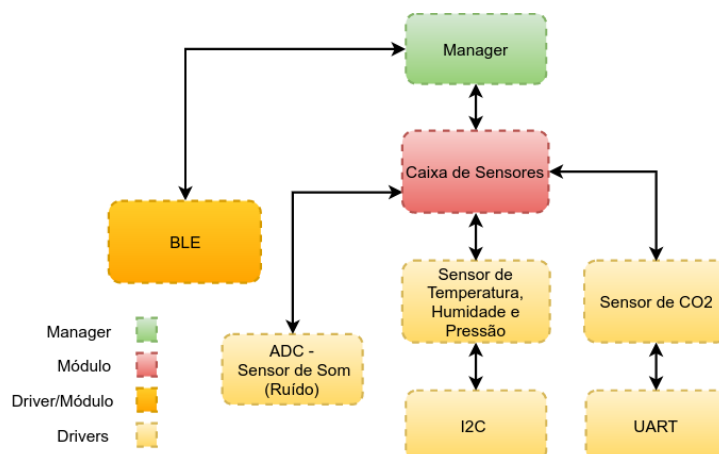 Manager
Caixa de Sensores
BLE
Sensor de
Temperatura,
Humidade e
Pressão
Sensor de CO2
ADC -
Sensor de Som
(Ruído)
I2C
UART
Manager
Módulo
Driver/Módulo
Drivers